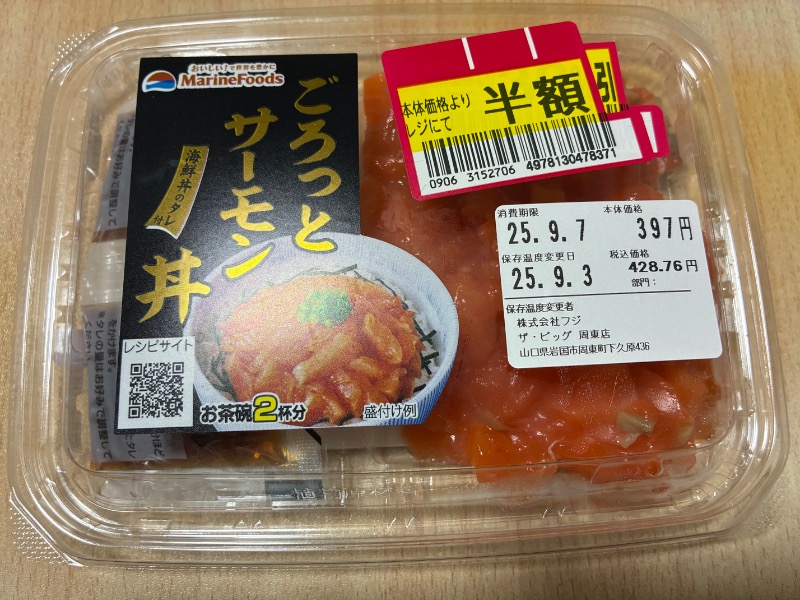 おいしい!で世界を豊かに
MarineFoods
ごろっと
サーモン
丼
海鮮丼のタレ付
レシピサイト
お茶碗2杯分
盛付け例
本体価格より
レジにて
半額
引
0906 3152706 4978130478371
消費期限
本体価格
25.9.7
397円
保存温度変更日
税込価格
25.9.3
428.76円
部門:
保存温度変更者
株式会社フジ
ザ・ビッグ 周東店
山口県岩国市周東町下久原436